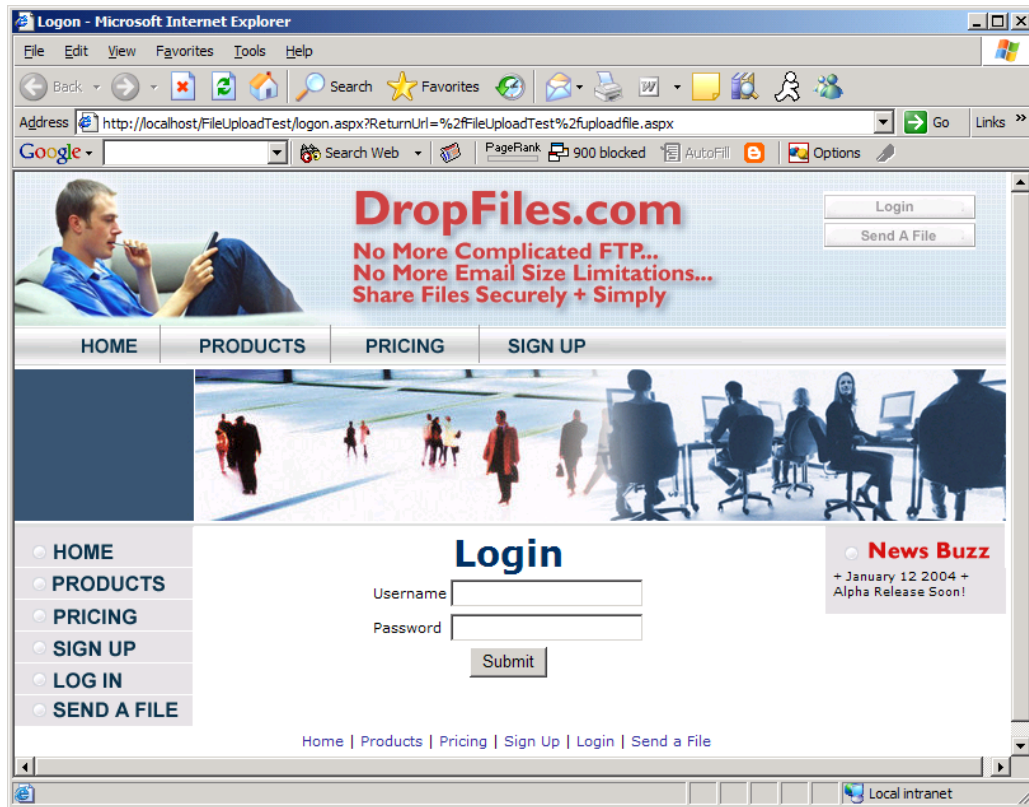 Logon - Microsoft Internet Explorer
File Edit View Favorites Tools Help
Back Search Favorites
Address http://localhost/FileUploadTest/logon.aspx?ReturnUrl=%2fFileUploadTest%2fuploadfile.aspx Go Links »
Google Search Web PageRank 900 blocked AutoFill Options
DropFiles.com
No More Complicated FTP...
No More Email Size Limitations...
Share Files Securely + Simply
Login
Send A File
HOME PRODUCTS PRICING SIGN UP
HOME
PRODUCTS
PRICING
SIGN UP
LOG IN
SEND A FILE
Login
Username
Password
Submit
News Buzz
+ January 12 2004 +
Alpha Release Soon!
Home | Products | Pricing | Sign Up | Login | Send a File
Local intranet